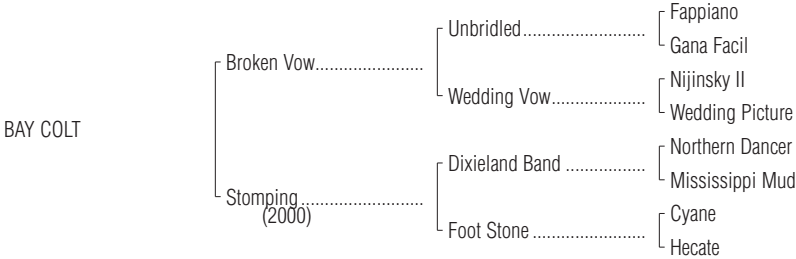 Fappiano
Unbridled..........................
Gana Facil
Broken Vow.......................
Nijinsky II
Wedding Vow....................
Wedding Picture
BAY COLT
Northern Dancer
Dixieland Band .................
Mississippi Mud
Stomping ..........................
(2000)
Cyane
Foot Stone ........................
Hecate